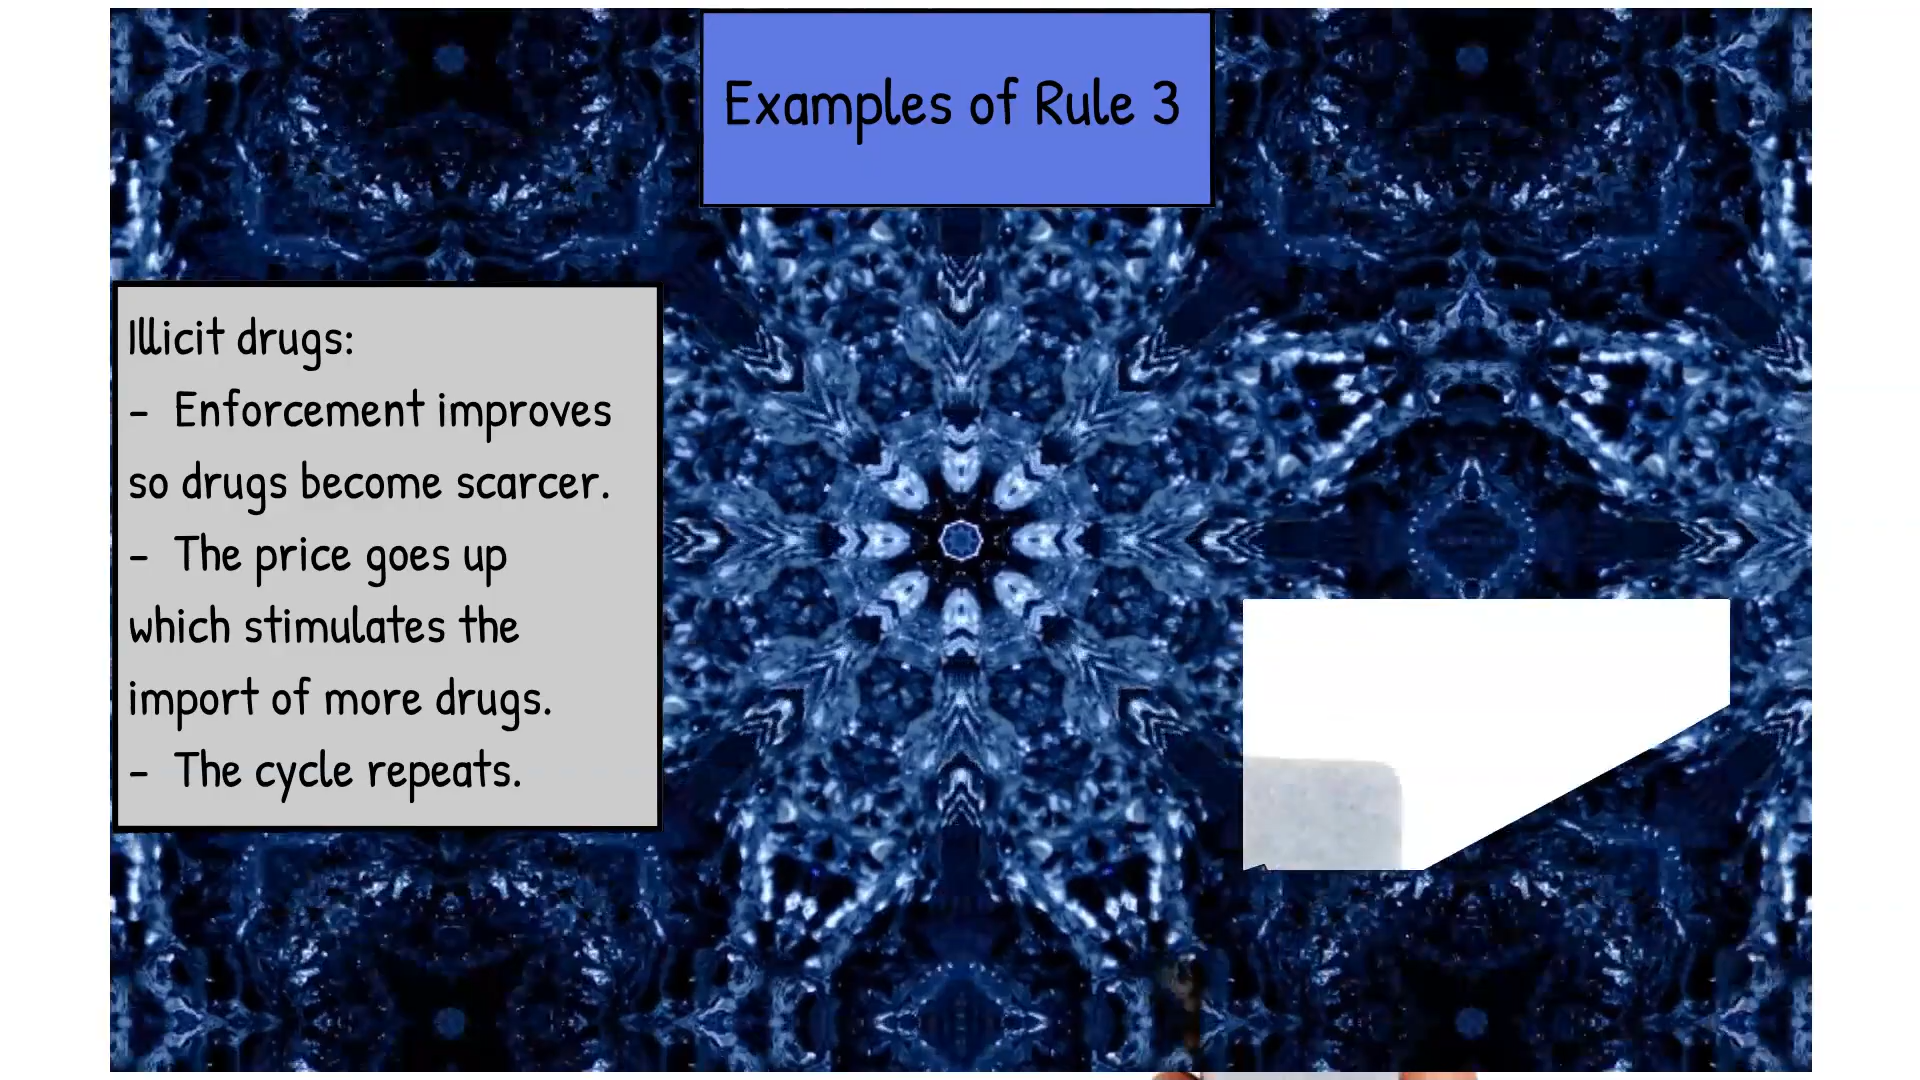 Examples of Rule 3
Illicit drugs:
- Enforcement improves
so drugs become scarcer.
- The price goes up
which stimulates the
import of more drugs.
- The cycle repeats.